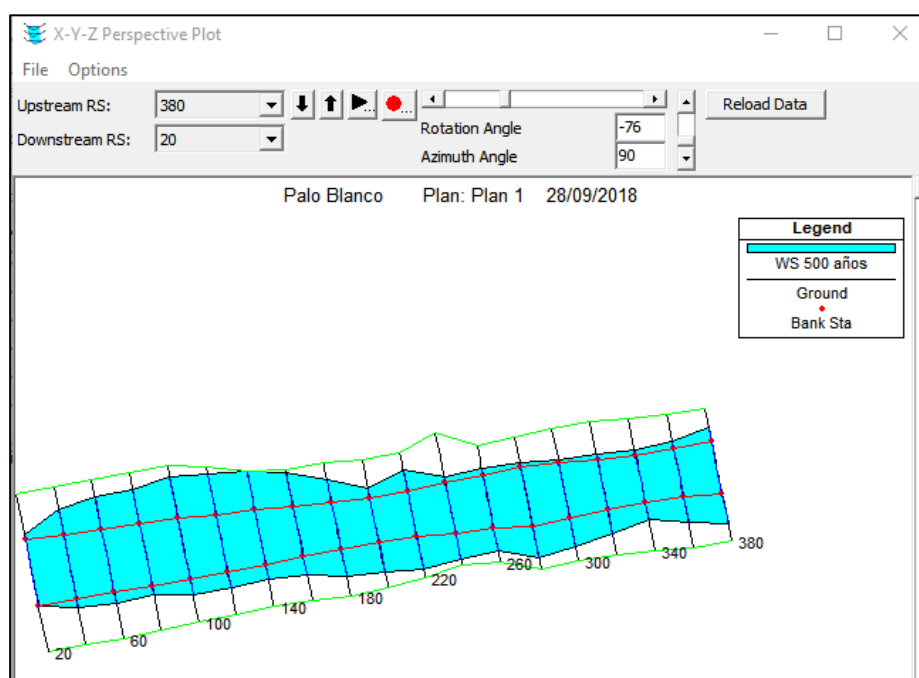 X-Y-Z Perspective Plot
File Options
Upstream RS: 380
Downstream RS: 20
Rotation Angle -76
Azimuth Angle 90
Reload Data
Palo Blanco Plan: Plan 1 28/09/2018
Legend
WS 500 años
Ground
Bank Sta
20
60
100
140
180
220
260
300
340
380